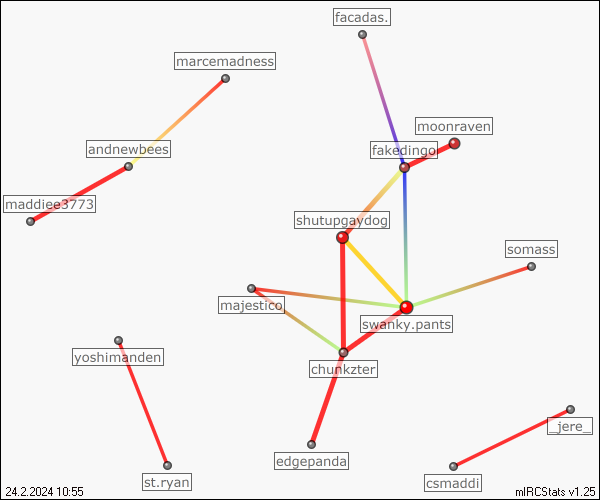 facadas.
marcemadness
moonraven
andnewbees
fakedingo
maddiee3773
shutupgaydog
somass
majestico
swanky.pants
yoshimanden
chunkzter
_jere_
edgepanda
st.ryan
csmaddi
24.2.2024 10:55
mIRCStats v1.25